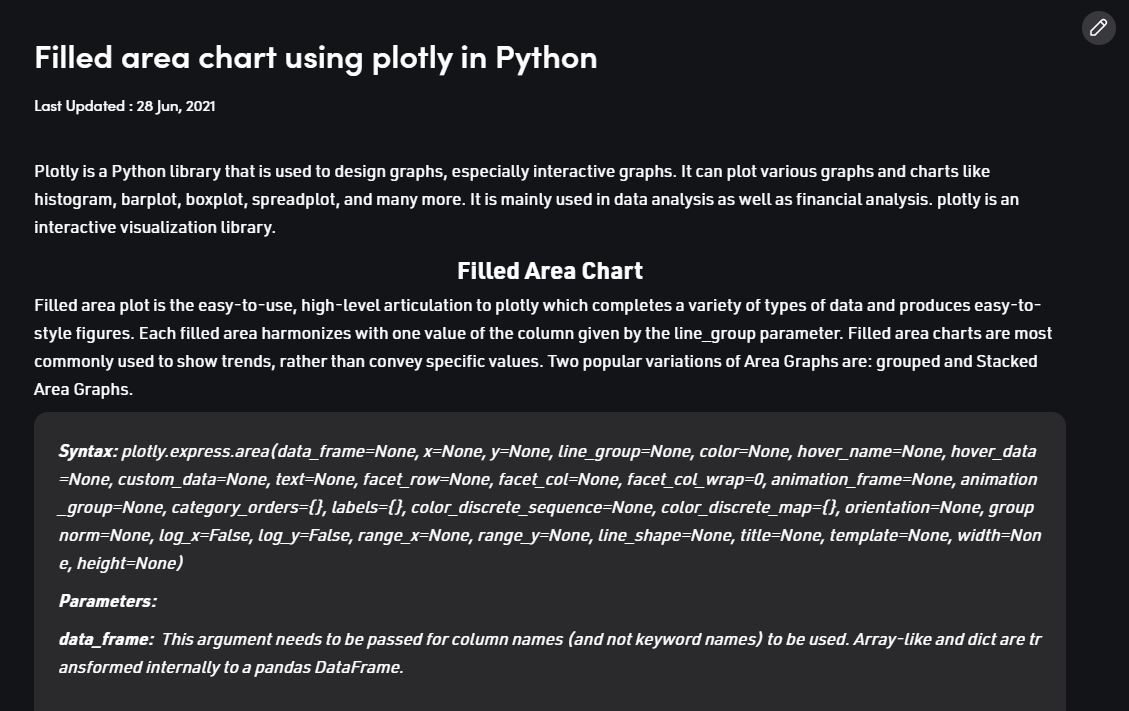 Filled area chart using plotly in Python
Last Updated : 28 Jun, 2021
Plotly is a Python library that is used to design graphs, especially interactive graphs. It can plot various graphs and charts like
histogram, barplot, boxplot, spreadplot, and many more. It is mainly used in data analysis as well as financial analysis. plotly is an
interactive visualization library.
Filled Area Chart
Filled area plot is the easy-to-use, high-level articulation to plotly which completes a variety of types of data and produces easy-to-
style figures. Each filled area harmonizes with one value of the column given by the line_group parameter. Filled area charts are most
commonly used to show trends, rather than convey specific values. Two popular variations of Area Graphs are: grouped and Stacked
Area Graphs.
Syntax: plotly.express.area(data_frame=None, x=None, y=None, line_group=None, color=None, hover_name=None, hover_data
=None, custom_data=None, text=None, facet_row=None, facet_col=None, facet_col_wrap=0, animation_frame=None, animation
_group=None, category_orders={}, labels={}, color_discrete_sequence=None, color_discrete_map={}, orientation=None, group
norm=None, log_x=False, log_y=False, range_x=None, range_y=None, line_shape=None, title=None, template=None, width=Non
e, height=None)
Parameters:
data_frame: This argument needs to be passed for column names (and not keyword names) to be used. Array-like and dict are tr
ansformed internally to a pandas DataFrame.